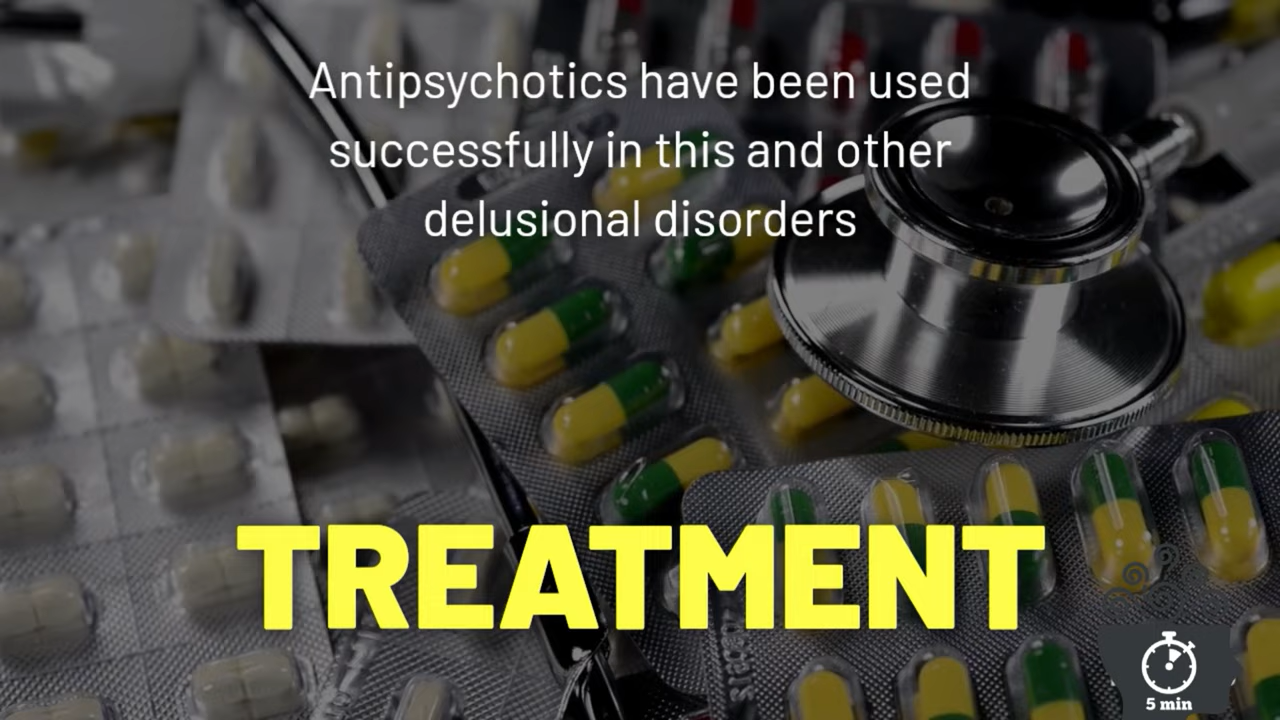 Antipsychotics have been used
successfully in this and other
delusional disorders
TREATMENT
5 min